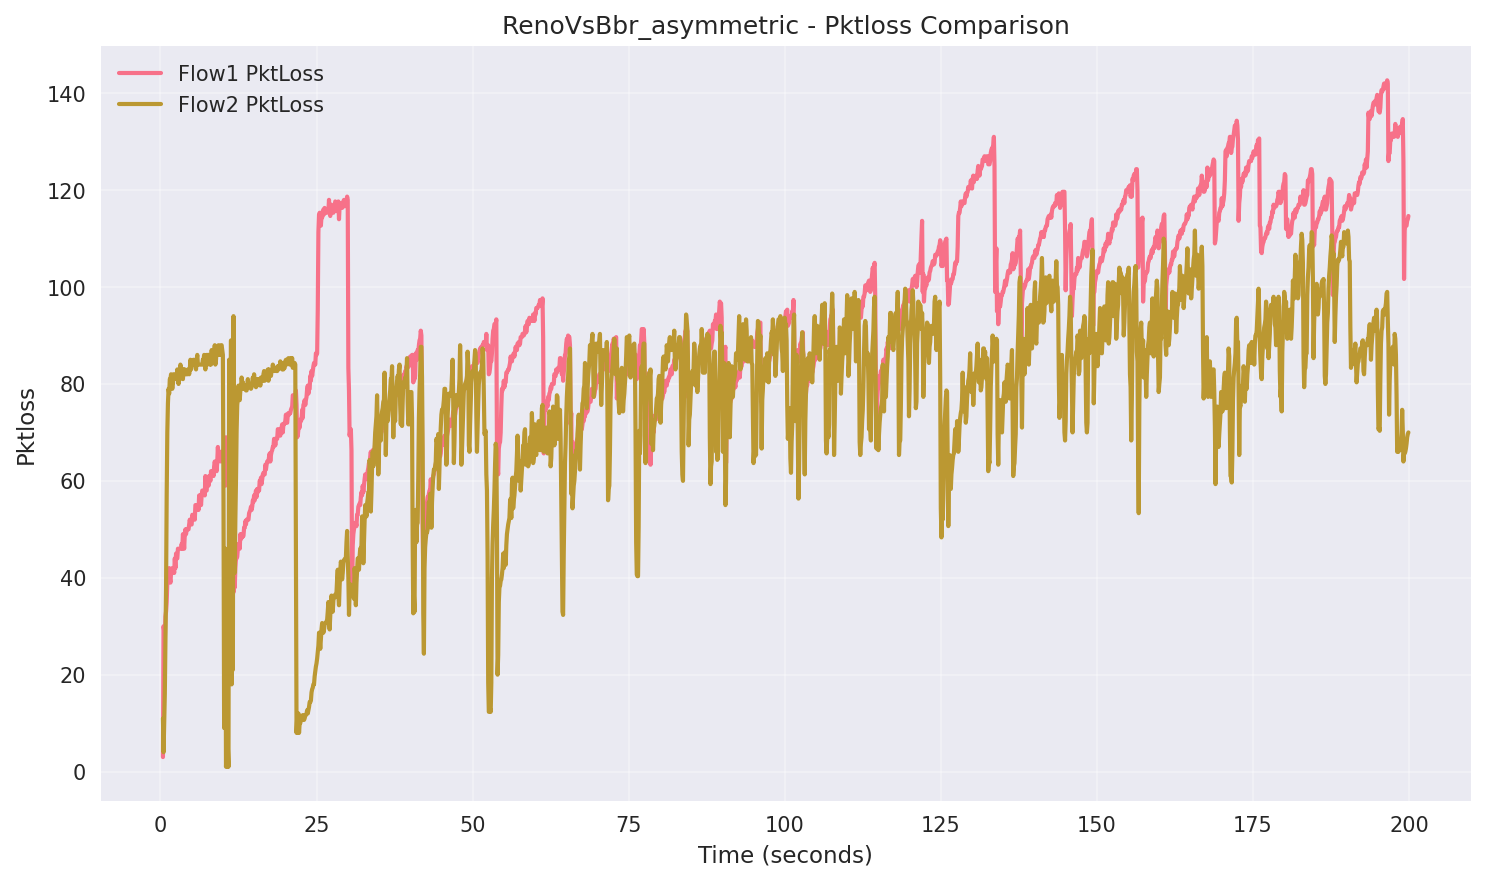 RenoVsBbr_asymmetric - Pktloss Comparison
Flow1 PktLoss
Flow2 PktLoss
140
120
100
80
60
40
20
0
Pktloss
0 25 50 75 100 125 150 175 200
Time (seconds)